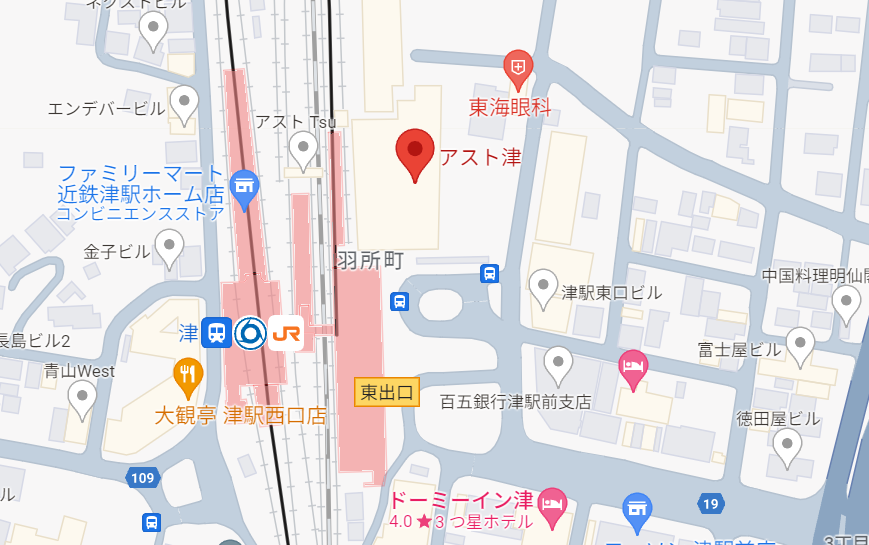 ネクストビル
エンデバービル
アスト Tsu
東海眼科
アスト津
ファミリーマート
近鉄津駅ホーム店
コンビニエンスストア
金子ビル
羽所町
津駅東口ビル
中国料理明仙閣
津
JR
長島ビル2
青山West
富士屋ビル
東出口
百五銀行津駅前支店
大観亭 津駅西口店
徳田屋ビル
109
ル
ドーミーイン津
4.0★3 つ星ホテル
19
3丁目